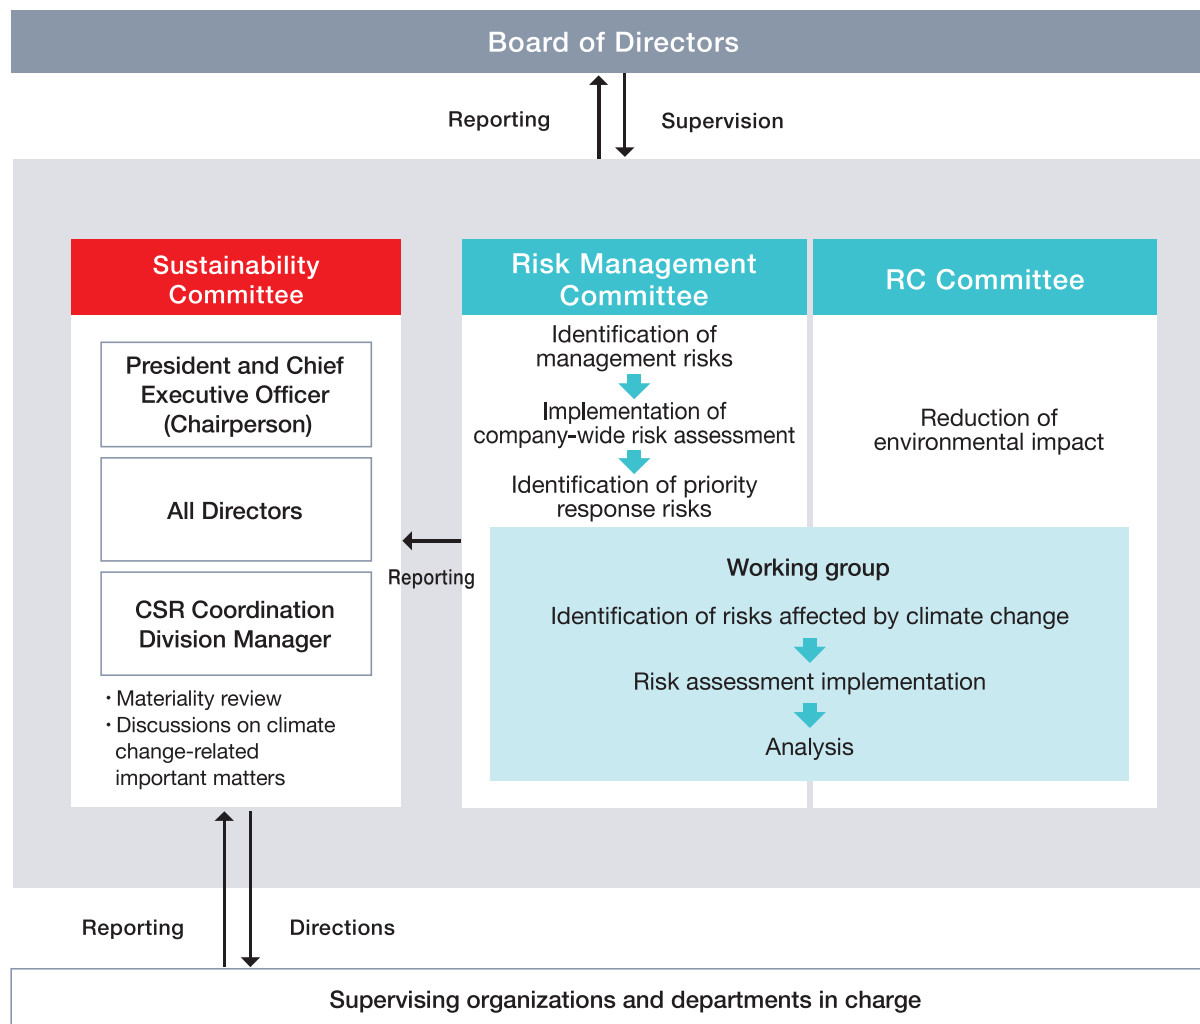 Board of Directors
Reporting
Supervision
Sustainability
Committee
President and Chief
Executive Officer
(Chairperson)
All Directors
CSR Coordination
Division Manager
・Materiality review
・Discussions on climate
change-related
important matters
Reporting
Risk Management
Committee
Identification of
management risks
Implementation of
company-wide risk assessment
Identification of priority
response risks
RC Committee
Reduction of
environmental impact
Working group
Identification of risks affected by climate change
Risk assessment implementation
Analysis
Reporting
Directions
Supervising organizations and departments in charge